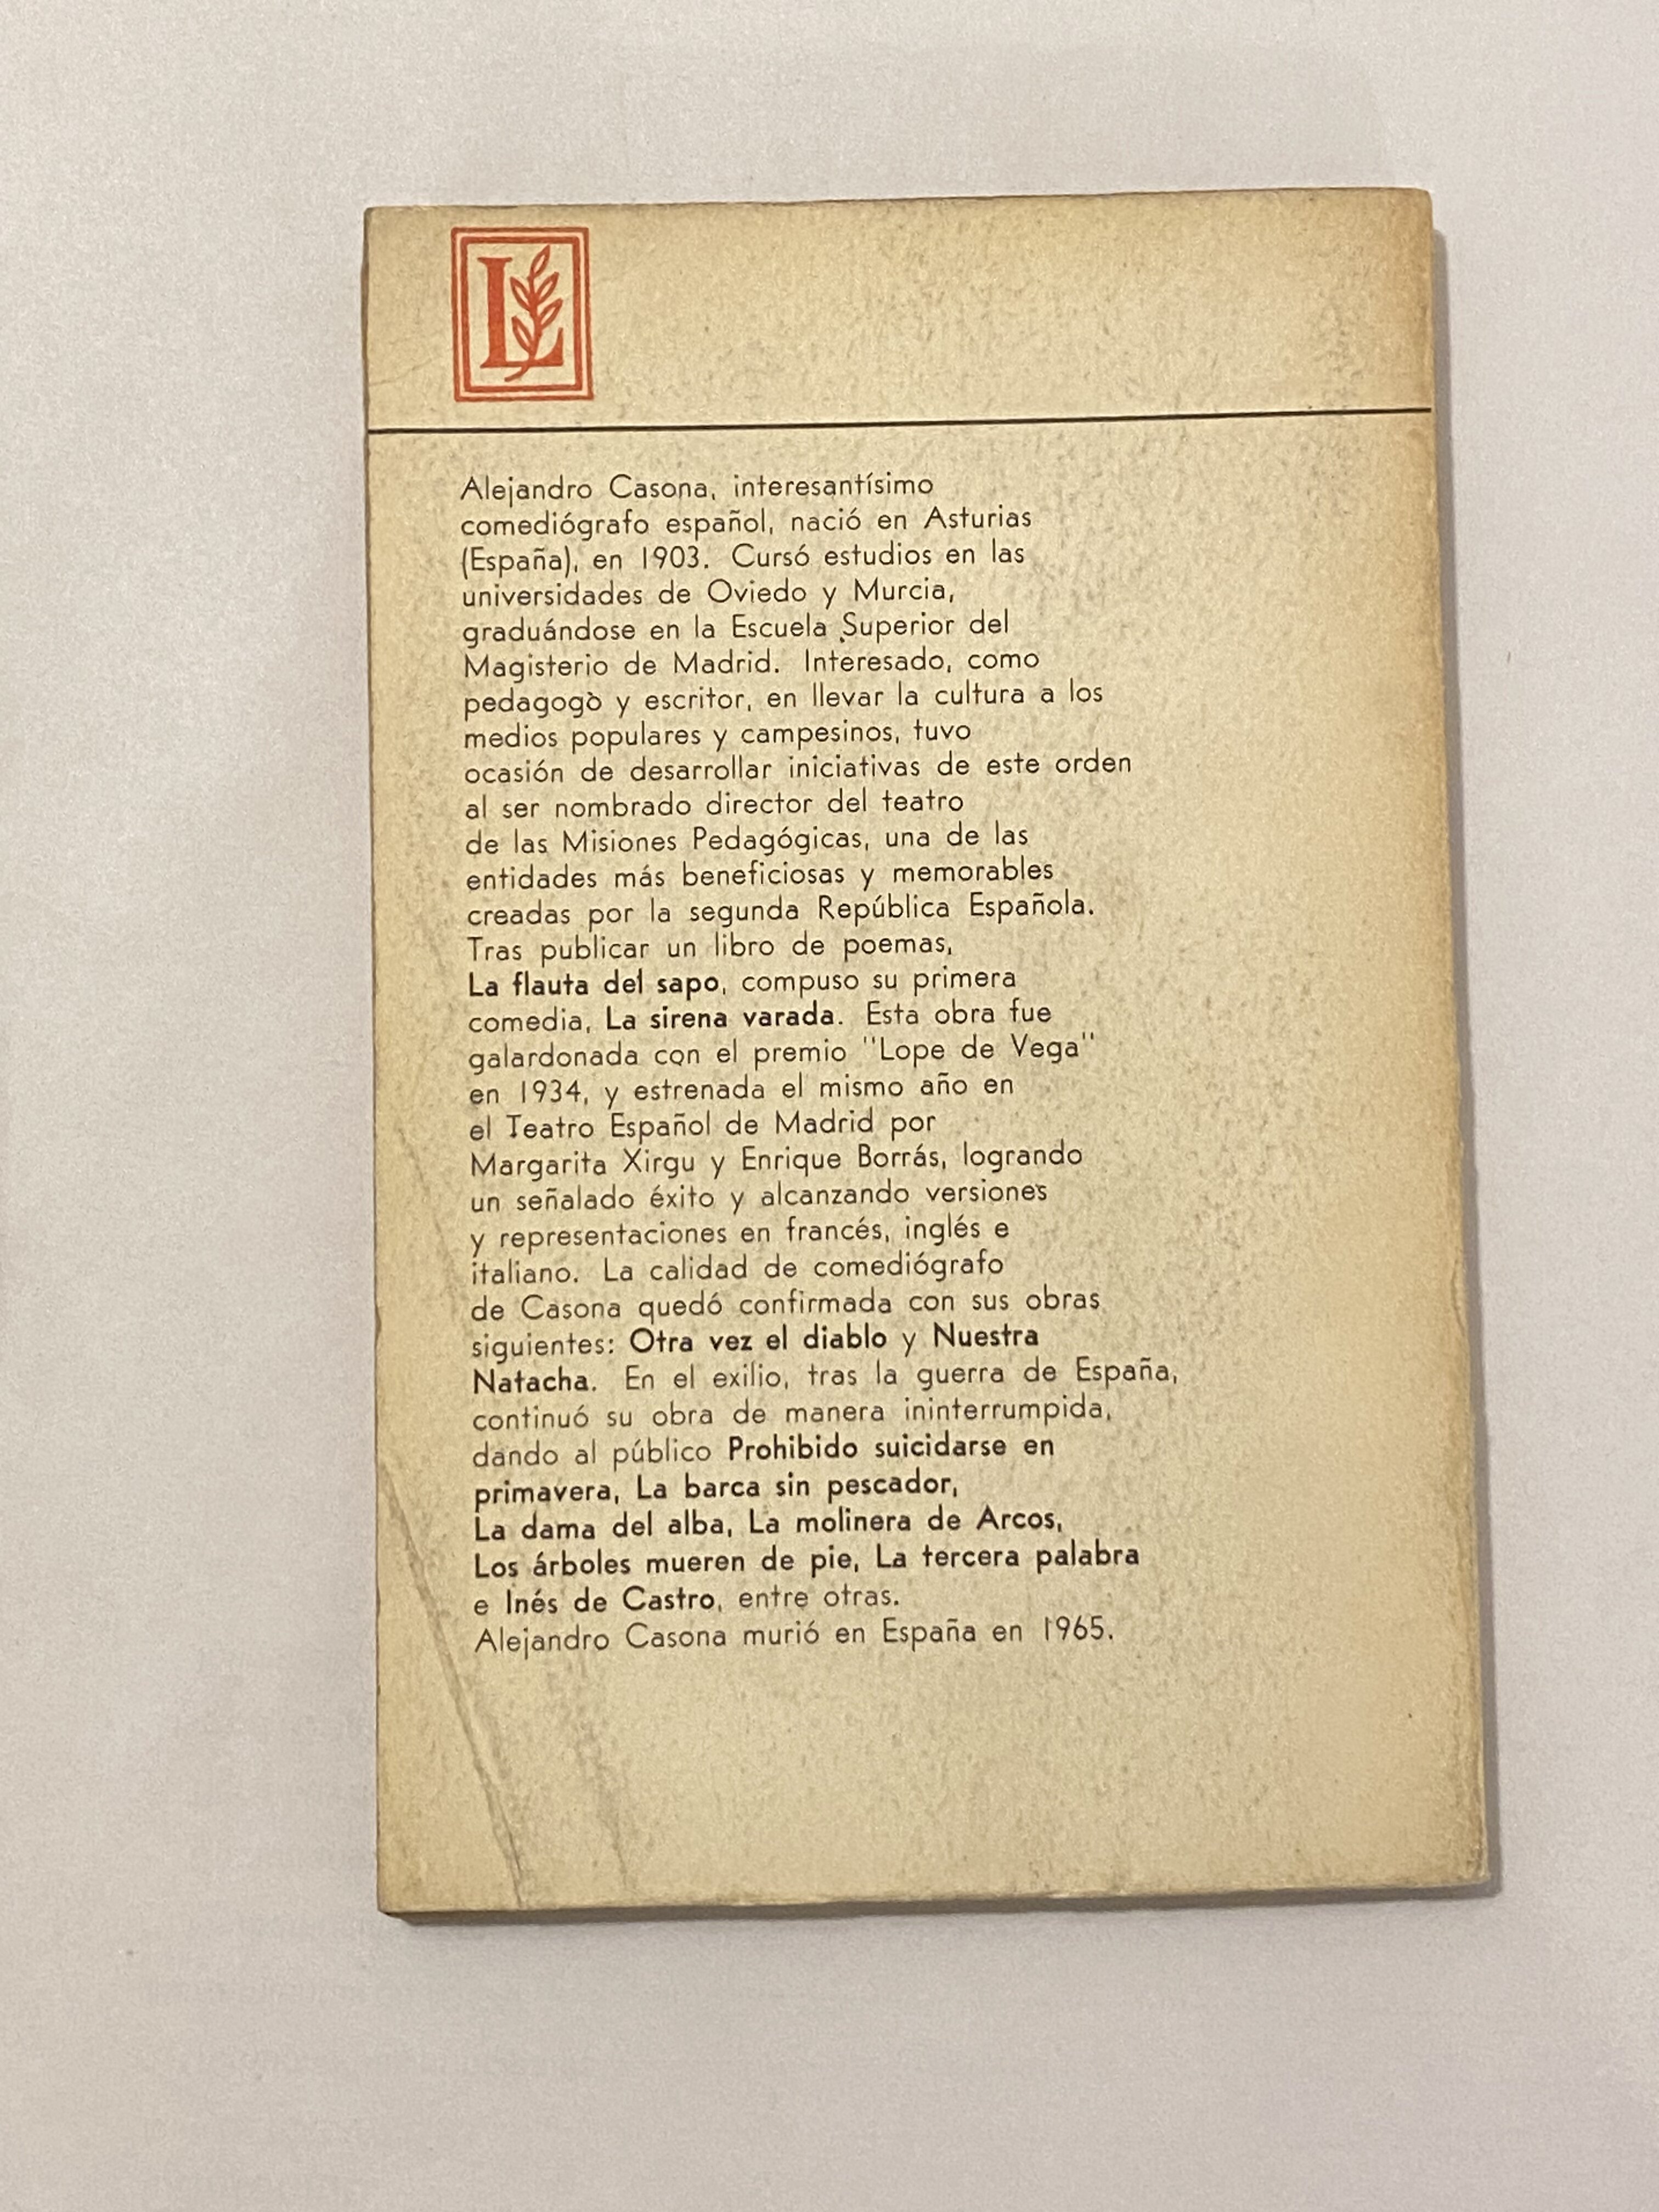 L
Alejandro Casona, interesantísimo
comediógrafo español, nació en Asturias
(España), en 1903. Cursó estudios en las
universidades de Oviedo y Murcia,
graduándose en la Escuela Superior del
Magisterio de Madrid. Interesado, como
pedagogo y escritor, en llevar la cultura a los
medios populares y campesinos, tuvo
ocasión de desarrollar iniciativas de este orden
al ser nombrado director del teatro
de las Misiones Pedagógicas, una de las
entidades más beneficiosas y memorables
creadas por la segunda República Española.
Tras publicar un libro de poemas,
La flauta del sapo, compuso su primera
comedia, La sirena varada. Esta obra fue
galardonada con el premio "Lope de Vega"
en 1934, y estrenada el mismo año en
el Teatro Español de Madrid por
Margarita Xirgu y Enrique Borrás, logrando
un señalado éxito y alcanzando versiones
y representaciones en francés, inglés e
italiano. La calidad de comediógrafo
de Casona quedó confirmada con sus obras
siguientes: Otra vez el diablo y Nuestra
Natacha. En el exilio, tras la guerra de España,
continuó su obra de manera ininterrumpida,
dando al público Prohibido suicidarse en
primavera, La barca sin pescador,
La dama del alba, La molinera de Arcos,
Los árboles mueren de pie, La tercera palabra
e Inés de Castro, entre otras.
Alejandro Casona murió en España en 1965.